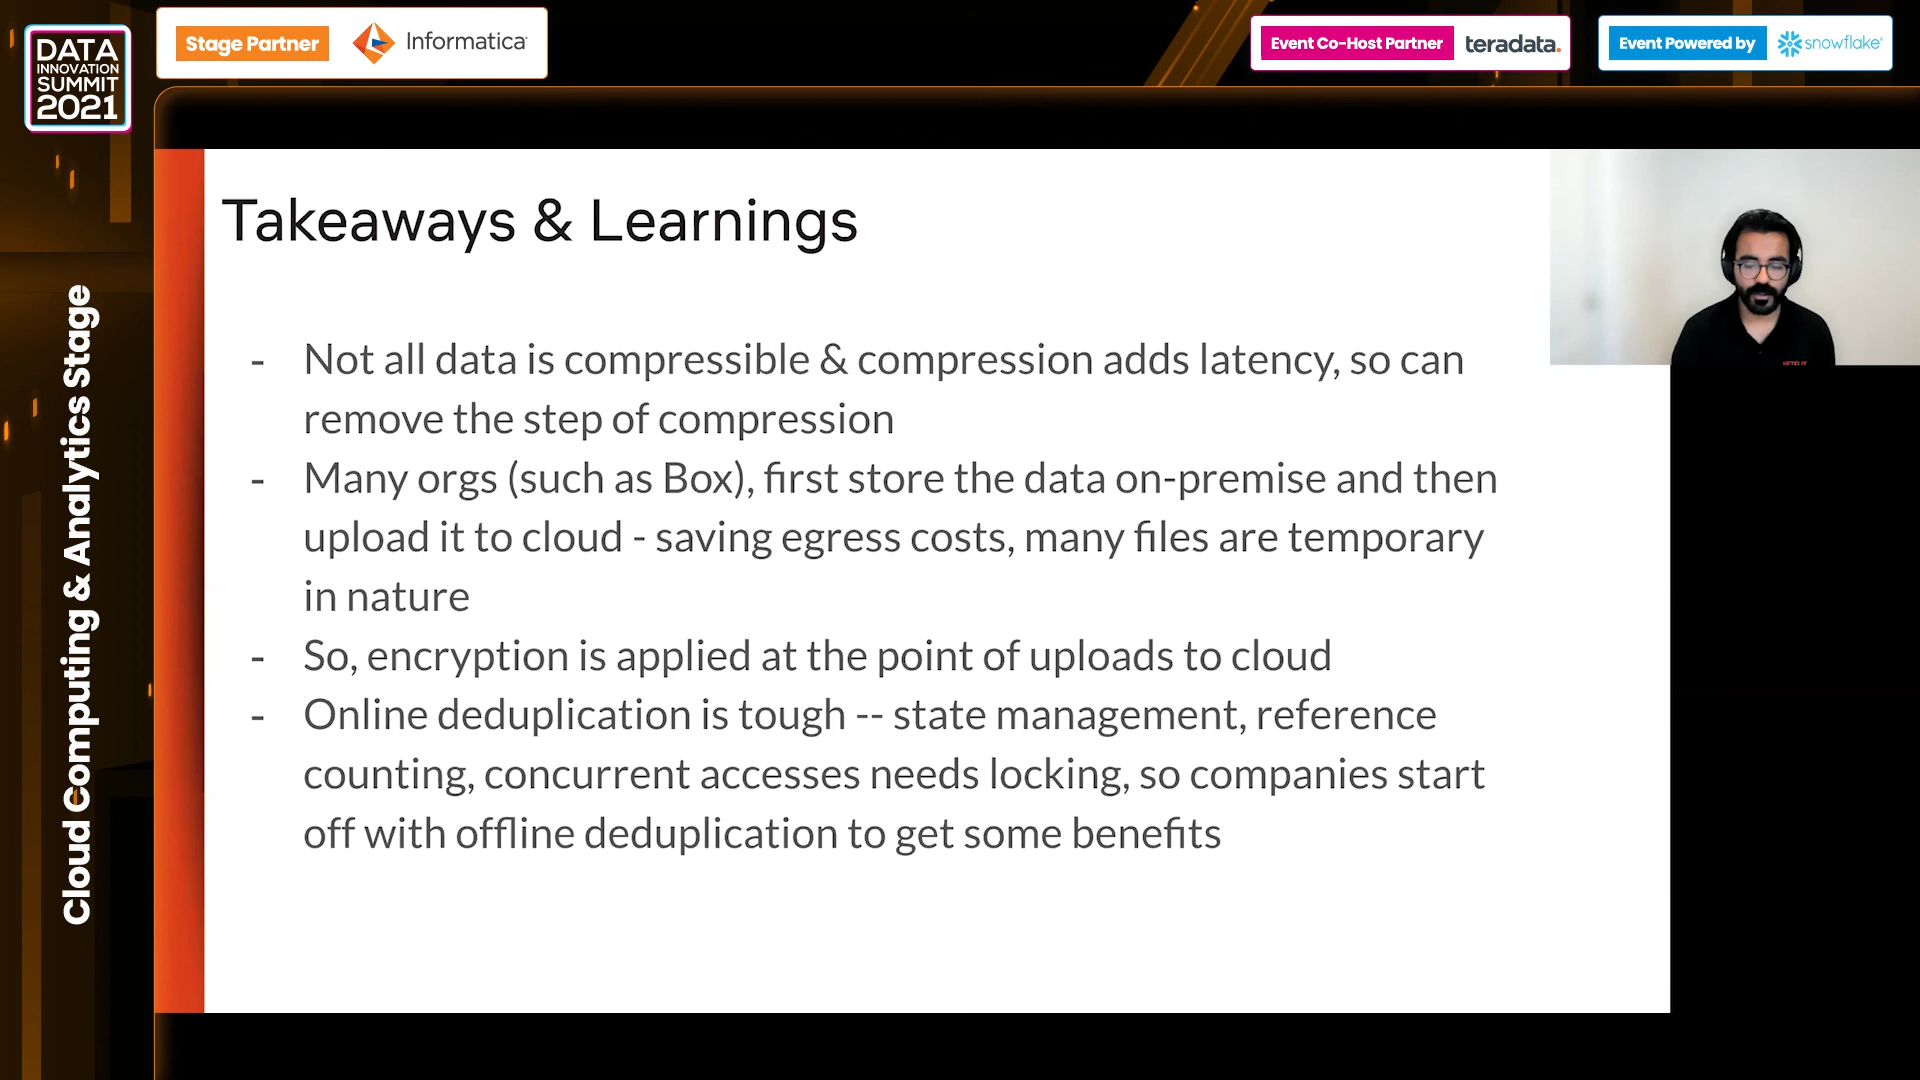 DATA
INNOVATION
SUMMIT
2021
Stage Partner
Informatica
Event Co-Host Partner
teradata.
Event Powered by
snowflake
Cloud Computing & Analytics Stage
Takeaways & Learnings
- Not all data is compressible & compression adds latency, so can
remove the step of compression
- Many orgs (such as Box), first store the data on-premise and then
upload it to cloud - saving egress costs, many files are temporary
in nature
- So, encryption is applied at the point of uploads to cloud
- Online deduplication is tough -- state management, reference
counting, concurrent accesses needs locking, so companies start
off with offline deduplication to get some benefits